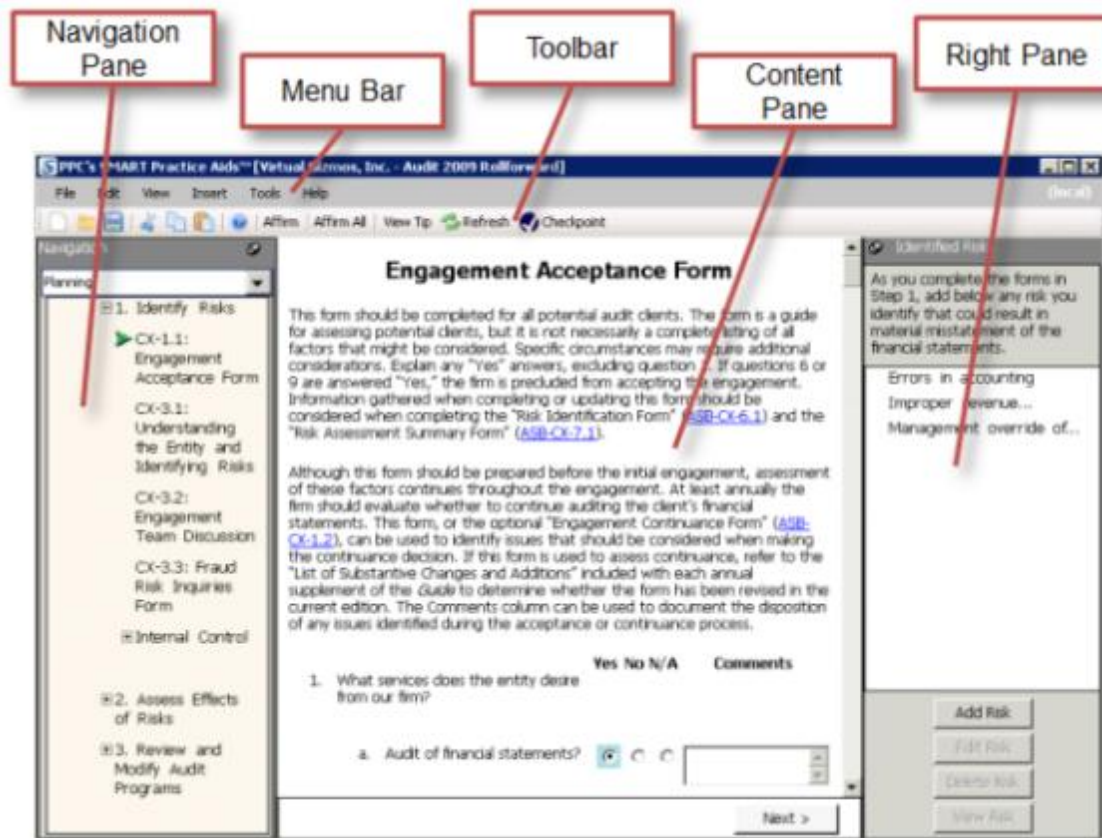 Navigation
Pane
Menu Bar
Toolbar
Content
Pane
Right Pane
PPC's SMART Practice Aids™ [Virtual Gizmos, Inc. - Audit 2009 Rollforward]
File Edit View Insert Tools Help
(local)
Affirm Affirm All View Tip Refresh Checkpoint
Navigation
Planning
1. Identify Risks
CX-1.1:
Engagement
Acceptance Form
CX-3.1:
Understanding
the Entity and
Identifying Risks
CX-3.2:
Engagement
Team Discussion
CX-3.3: Fraud
Risk Inquiries
Form
Internal Control
2. Assess Effects
of Risks
3. Review and
Modify Audit
Programs
Engagement Acceptance Form
This form should be completed for all potential audit clients. The form is a guide
for assessing potential clients, but it is not necessarily a complete listing of all
factors that might be considered. Specific circumstances may require additional
considerations. Explain any "Yes" answers, excluding question . If questions 6 or
9 are answered "Yes," the firm is precluded from accepting the engagement.
Information gathered when completing or updating this form should be
considered when completing the "Risk Identification Form" (ASB-CX-6.1) and the
"Risk Assessment Summary Form" (ASB-CX-7.1).
Although this form should be prepared before the initial engagement, assessment
of these factors continues throughout the engagement. At least annually the
firm should evaluate whether to continue auditing the client's financial
statements. This form, or the optional "Engagement Continuance Form" (ASB-
CX-1.2), can be used to identify issues that should be considered when making
the continuance decision. If this form is used to assess continuance, refer to the
"List of Substantive Changes and Additions" included with each annual
supplement of the Guide to determine whether the form has been revised in the
current edition. The Comments column can be used to document the disposition
of any issues identified during the acceptance or continuance process.
Yes No N/A Comments
1. What services does the entity desire
from our firm?
a. Audit of financial statements?
Next >
Identified Risks
As you complete the forms in
Step 1, add below any risk you
identify that could result in
material misstatement of the
financial statements.
Errors in accounting
Improper revenue...
Management override of...
Add Risk
Edit Risk
Delete Risk
View Risk